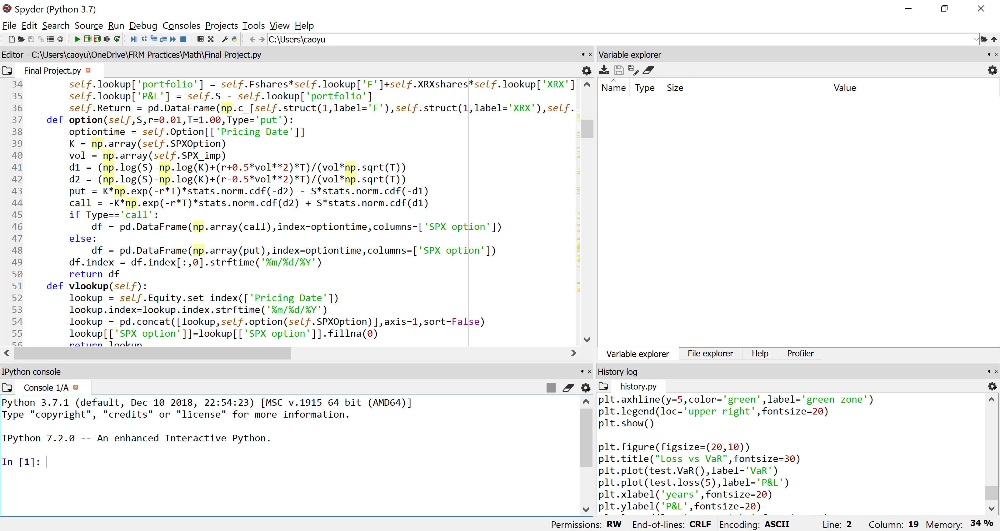 Spyder (Python 3.7)
File Edit Search Source Run Debug Consoles Projects Tools View Help
C:\Users\caoyu
Editor - C:\Users\caoyu\OneDrive\FRM Practices\Math\Final Project.py
Final Project.py
34 self.lookup['portfolio'] = self.Fshares*self.lookup['F']+self.XRXshares*self.lookup['XRX']
35 self.lookup['P&L'] = self.S - self.lookup['portfolio']
36 self.Return = pd.DataFrame(np.c_[self.struct(1,label='F'),self.struct(1,label='XRX'),self.
37 def option(self,S,r=0.01,T=1.00,Type='put'):
38 optiontime = self.Option[['Pricing Date']]
39 K = np.array(self.SPXOption)
40 vol = np.array(self.SPX_imp)
41 d1 = (np.log(S)-np.log(K)+(r+0.5*vol**2)*T)/(vol*np.sqrt(T))
42 d2 = (np.log(S)-np.log(K)+(r-0.5*vol**2)*T)/(vol*np.sqrt(T))
43 put = K*np.exp(-r*T)*stats.norm.cdf(-d2) - S*stats.norm.cdf(-d1)
44 call = -K*np.exp(-r*T)*stats.norm.cdf(d2) + S*stats.norm.cdf(d1)
45 if Type=='call':
46 df = pd.DataFrame(np.array(call),index=optiontime,columns=['SPX option'])
47 else:
48 df = pd.DataFrame(np.array(put),index=optiontime,columns=['SPX option'])
49 df.index = df.index[:,0].strftime('%m/%d/%Y')
50 return df
51 def vlookup(self):
52 lookup = self.Equity.set_index(['Pricing Date'])
53 lookup.index=lookup.index.strftime('%m/%d/%Y')
54 lookup = pd.concat([lookup,self.option(self.SPXOption)],axis=1,sort=False)
55 lookup[['SPX option']]=lookup[['SPX option']].fillna(0)
56 return lookup
Variable explorer
Name Type Size Value
Variable explorer File explorer Help Profiler
IPython console
Console 1/A
Python 3.7.1 (default, Dec 10 2018, 22:54:23) [MSC v.1915 64 bit (AMD64)]
Type "copyright", "credits" or "license" for more information.
IPython 7.2.0 -- An enhanced Interactive Python.
In [1]:
History log
history.py
plt.axhline(y=5,color='green',label='green zone')
plt.legend(loc='upper right',fontsize=20)
plt.show()
plt.figure(figsize=(20,10))
plt.title("Loss vs VaR",fontsize=30)
plt.plot(test.VaR(),label='VaR')
plt.plot(test.loss(5),label='P&L')
plt.xlabel('years',fontsize=20)
plt.ylabel('P&L',fontsize=20)
Permissions: RW End-of-lines: CRLF Encoding: ASCII Line: 2 Column: 19 Memory: 34 %